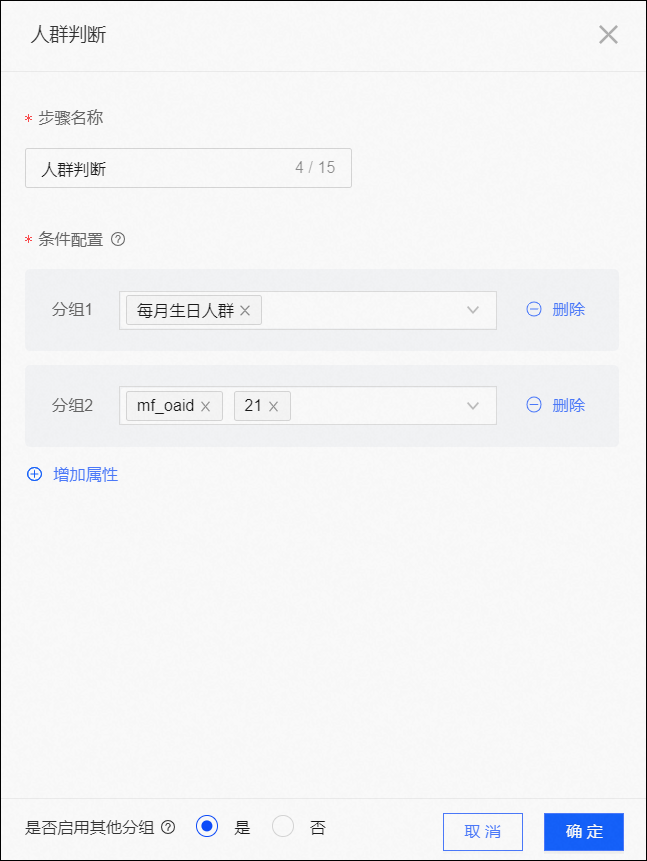 人群判断
* 步骤名称
人群判断 4 / 15
* 条件配置
分组1 每月生日人群 删除
分组2 mf_oaid 21 删除
增加属性
是否启用其他分组 是 否 取消 确定